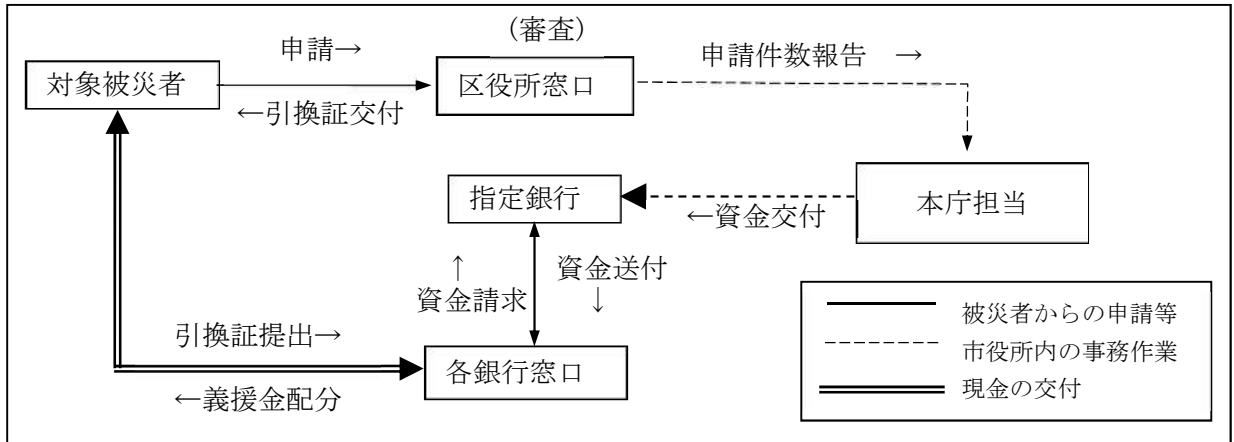 (審査)
申請→
申請件数報告 →
対象被災者
区役所窓口
←引換証交付
指定銀行
本庁担当
←資金交付
↑
資金請求
資金送付
↓
引換証提出→
各銀行窓口
←義援金配分
被災者からの申請等
市役所内の事務作業
現金の交付